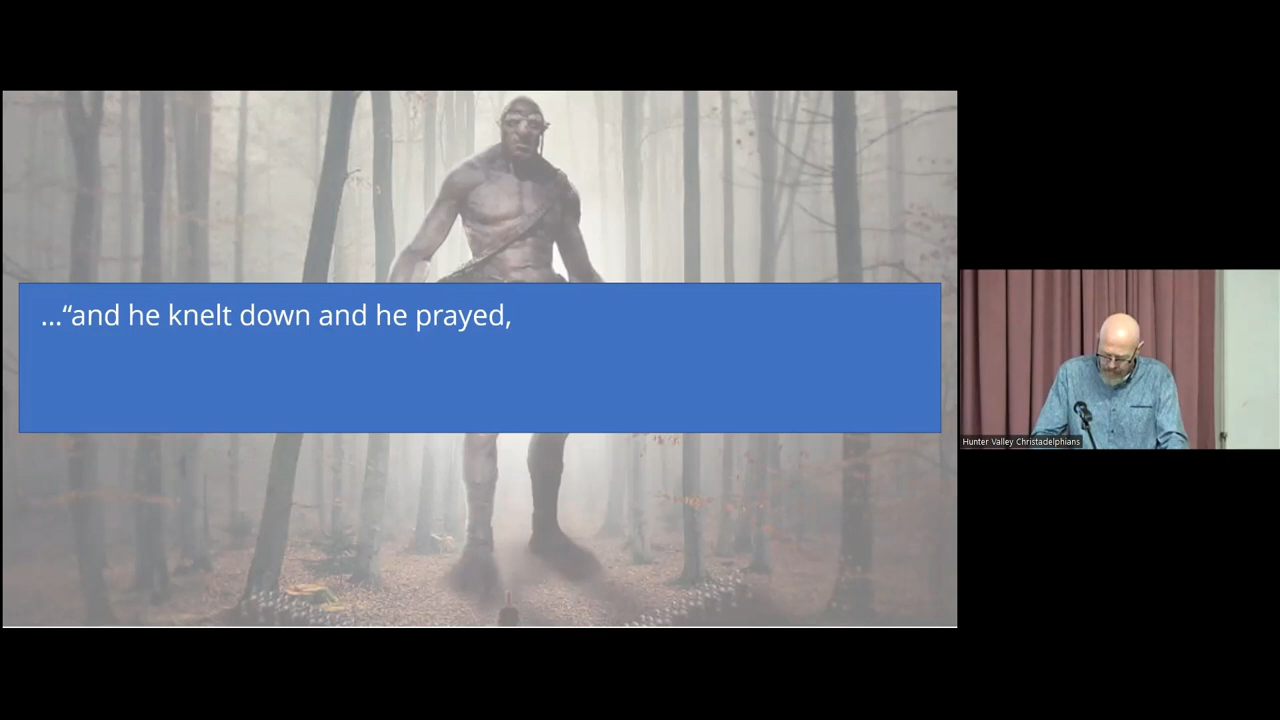 ...“and he knelt down and he prayed,
Hunter Valley Christadelphians